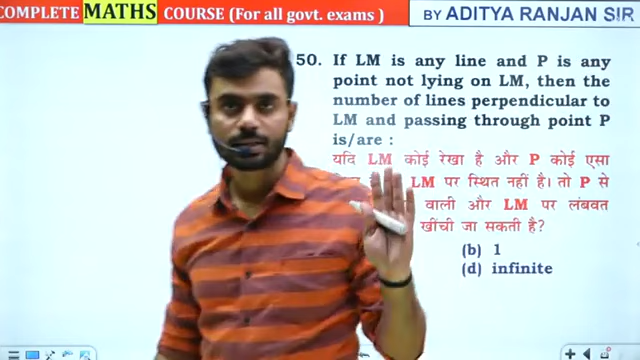 COMPLETE MATHS COURSE (For all govt. exams)
BY ADITYA RANJAN SIR
50. If LM is any line and P is any
point not lying on LM, then the
number of lines perpendicular to
LM and passing through point P
is/are :
यदि LM कोई रेखा है और P कोई ऐसा
LM पर स्थित नहीं है। तो P से
वाली और LM पर लंबवत
खींची जा सकती है?
(b) 1
(d) infinite